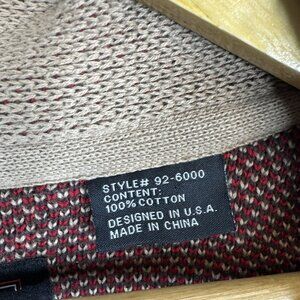 STYLE# 92-6000
CONTENT:
100% COTTON
DESIGNED IN U.S.A.
MADE IN CHINA